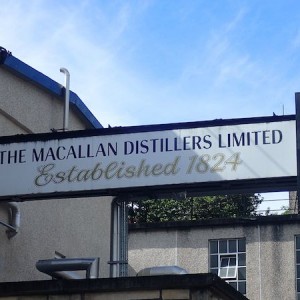 THE MACALLAN DISTILLERS LIMITED
Established 1824